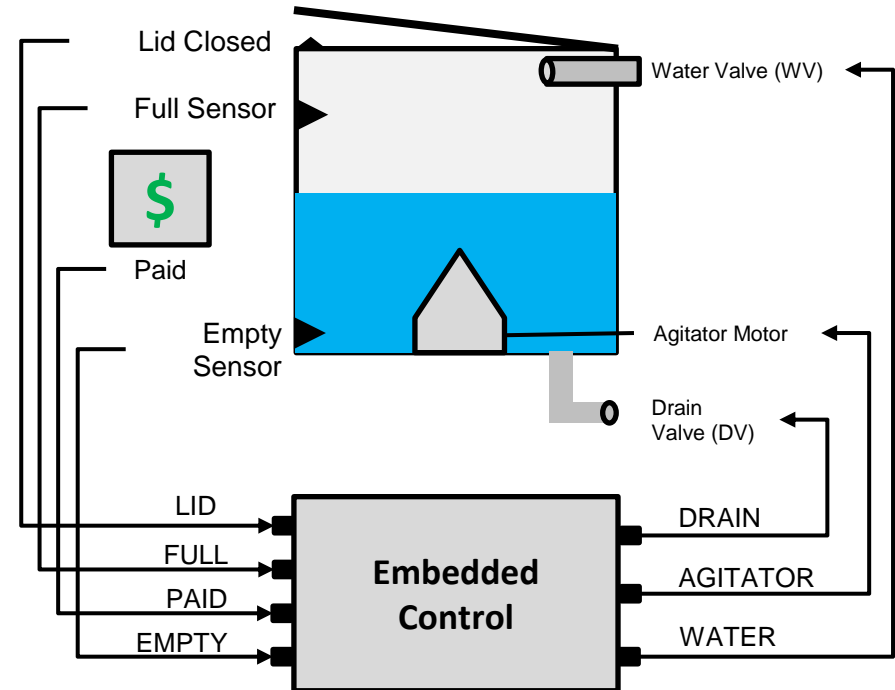 Lid Closed
Water Valve (WV)
Full Sensor
$
Paid
Empty
Sensor
Agitator Motor
Drain
Valve (DV)
LID
FULL
PAID
EMPTY
Embedded
Control
DRAIN
AGITATOR
WATER